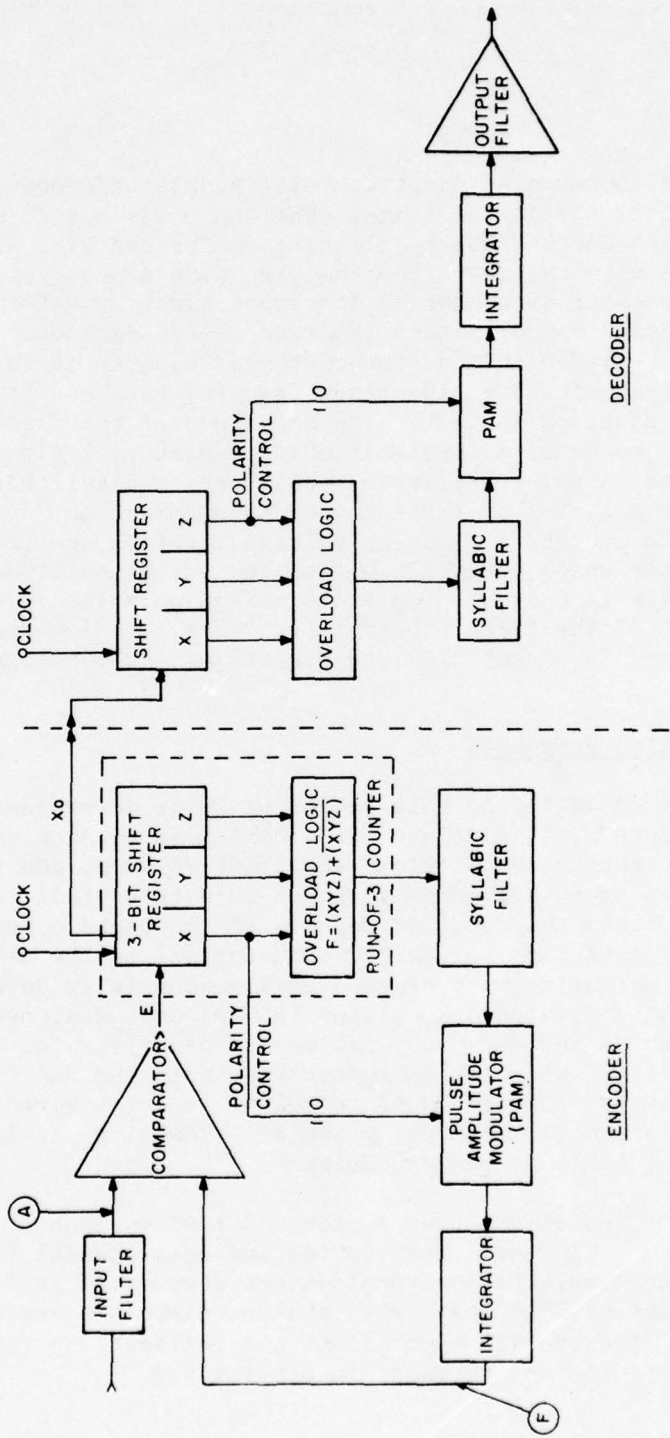 A
INPUT
FILTER
COMPARATOR>
E
CLOCK
3-BIT SHIFT
REGISTER
X Y Z
X0
POLARITY
CONTROL
1|0
OVERLOAD LOGIC
F=(XYZ)+(XYZ)
RUN-OF-3 COUNTER
SYLLABIC
FILTER
PULSE
AMPLITUDE
MODULATOR
(PAM)
INTEGRATOR
F
ENCODER
CLOCK
SHIFT REGISTER
X Y Z
POLARITY
CONTROL
1|0
OVERLOAD LOGIC
SYLLABIC
FILTER
PAM
INTEGRATOR
OUTPUT
FILTER
DECODER